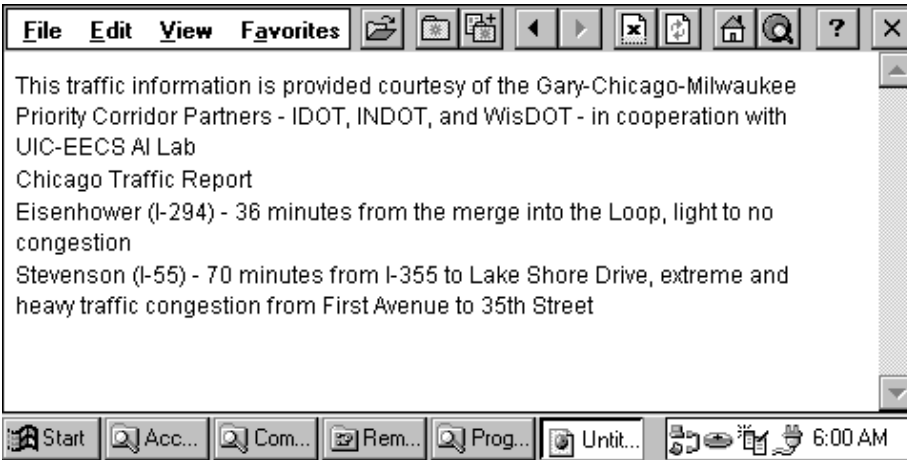 File Edit View Favorites ?
This traffic information is provided courtesy of the Gary-Chicago-Milwaukee
Priority Corridor Partners - IDOT, INDOT, and WisDOT - in cooperation with
UIC-EECS AI Lab
Chicago Traffic Report
Eisenhower (I-294) - 36 minutes from the merge into the Loop, light to no
congestion
Stevenson (I-55) - 70 minutes from I-355 to Lake Shore Drive, extreme and
heavy traffic congestion from First Avenue to 35th Street
Start Acc... Com... Rem... Prog... Untit... 6:00 AM